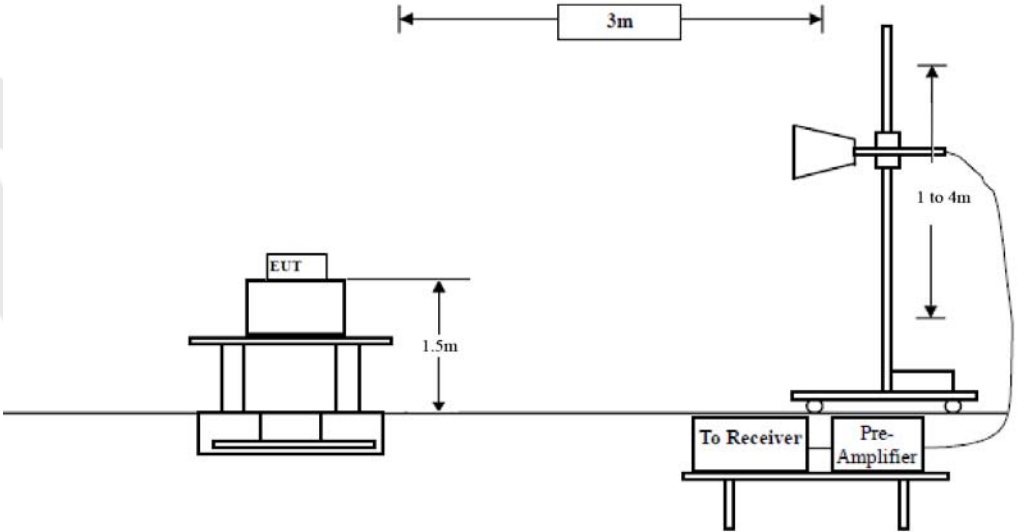 3m
1 to 4m
EUT
1.5m
To Receiver
Pre-
Amplifier